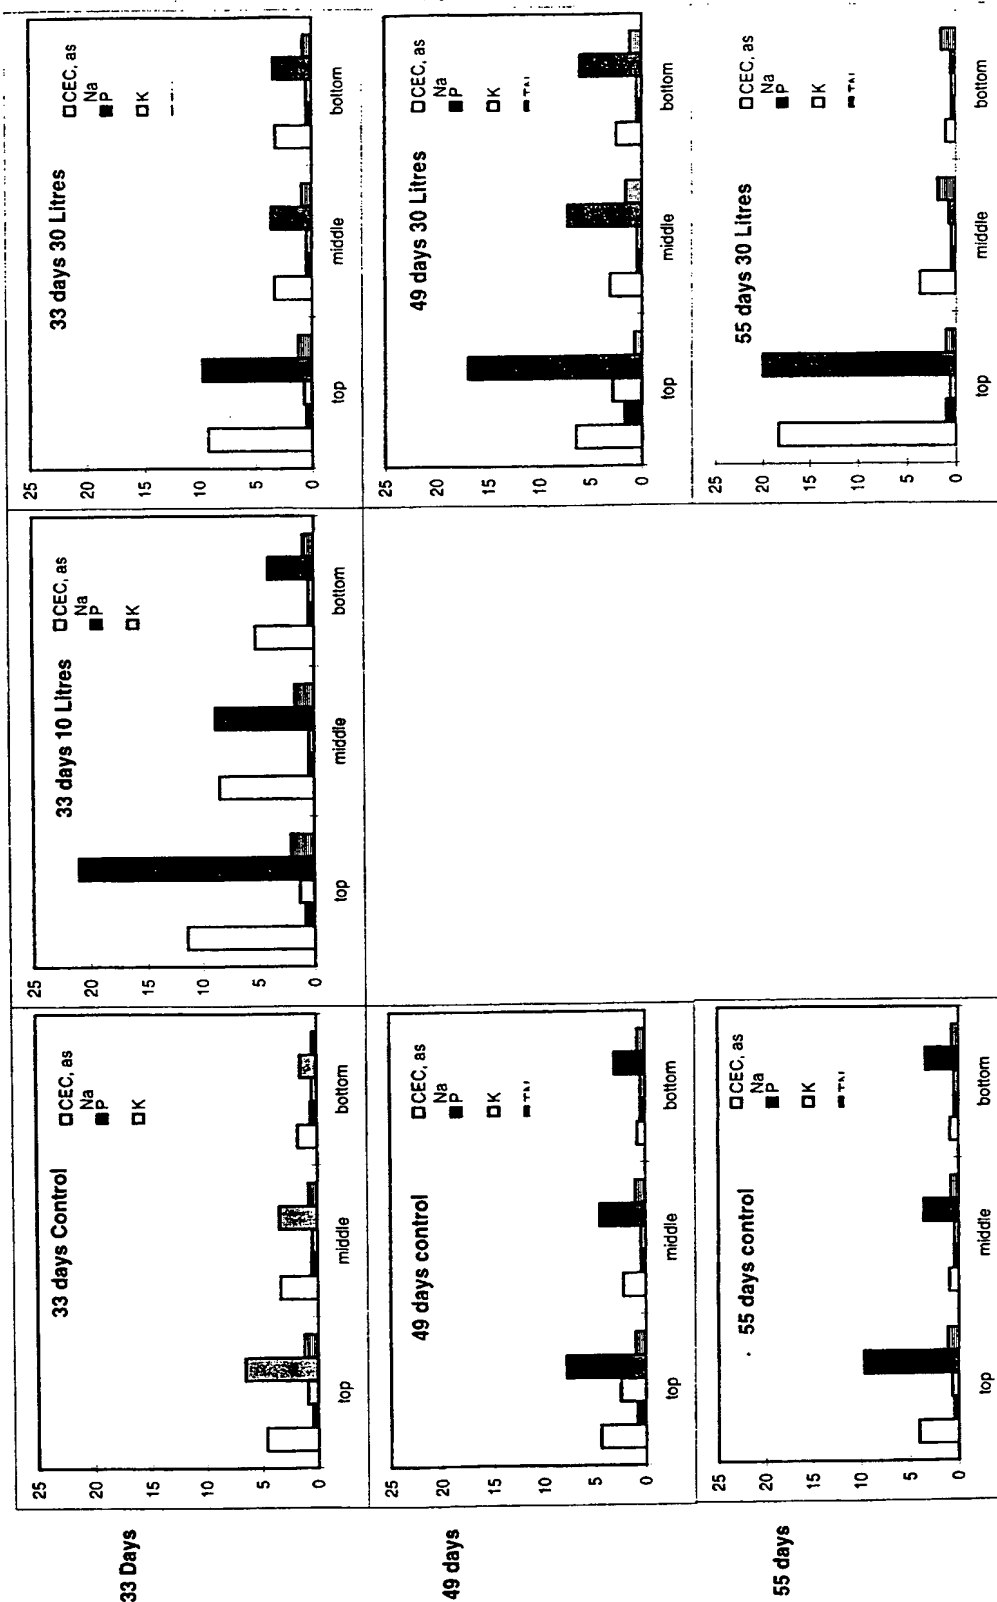 33 Days
33 days Control
25
20
15
10
5
0
CEC, as
Na
P
K
top middle bottom
33 days 10 Litres
25
20
15
10
5
0
CEC, as
Na
P
K
top middle bottom
33 days 30 Litres
25
20
15
10
5
0
CEC, as
Na
P
K
top middle bottom
49 days
49 days control
25
20
15
10
5
0
CEC, as
Na
P
K
top middle bottom
49 days 30 Litres
25
20
15
10
5
0
CEC, as
Na
P
K
top middle bottom
55 days
55 days control
25
20
15
10
5
0
CEC, as
Na
P
K
top middle bottom
55 days 30 Litres
25
20
15
10
5
0
CEC, as
Na
P
K
top middle bottom